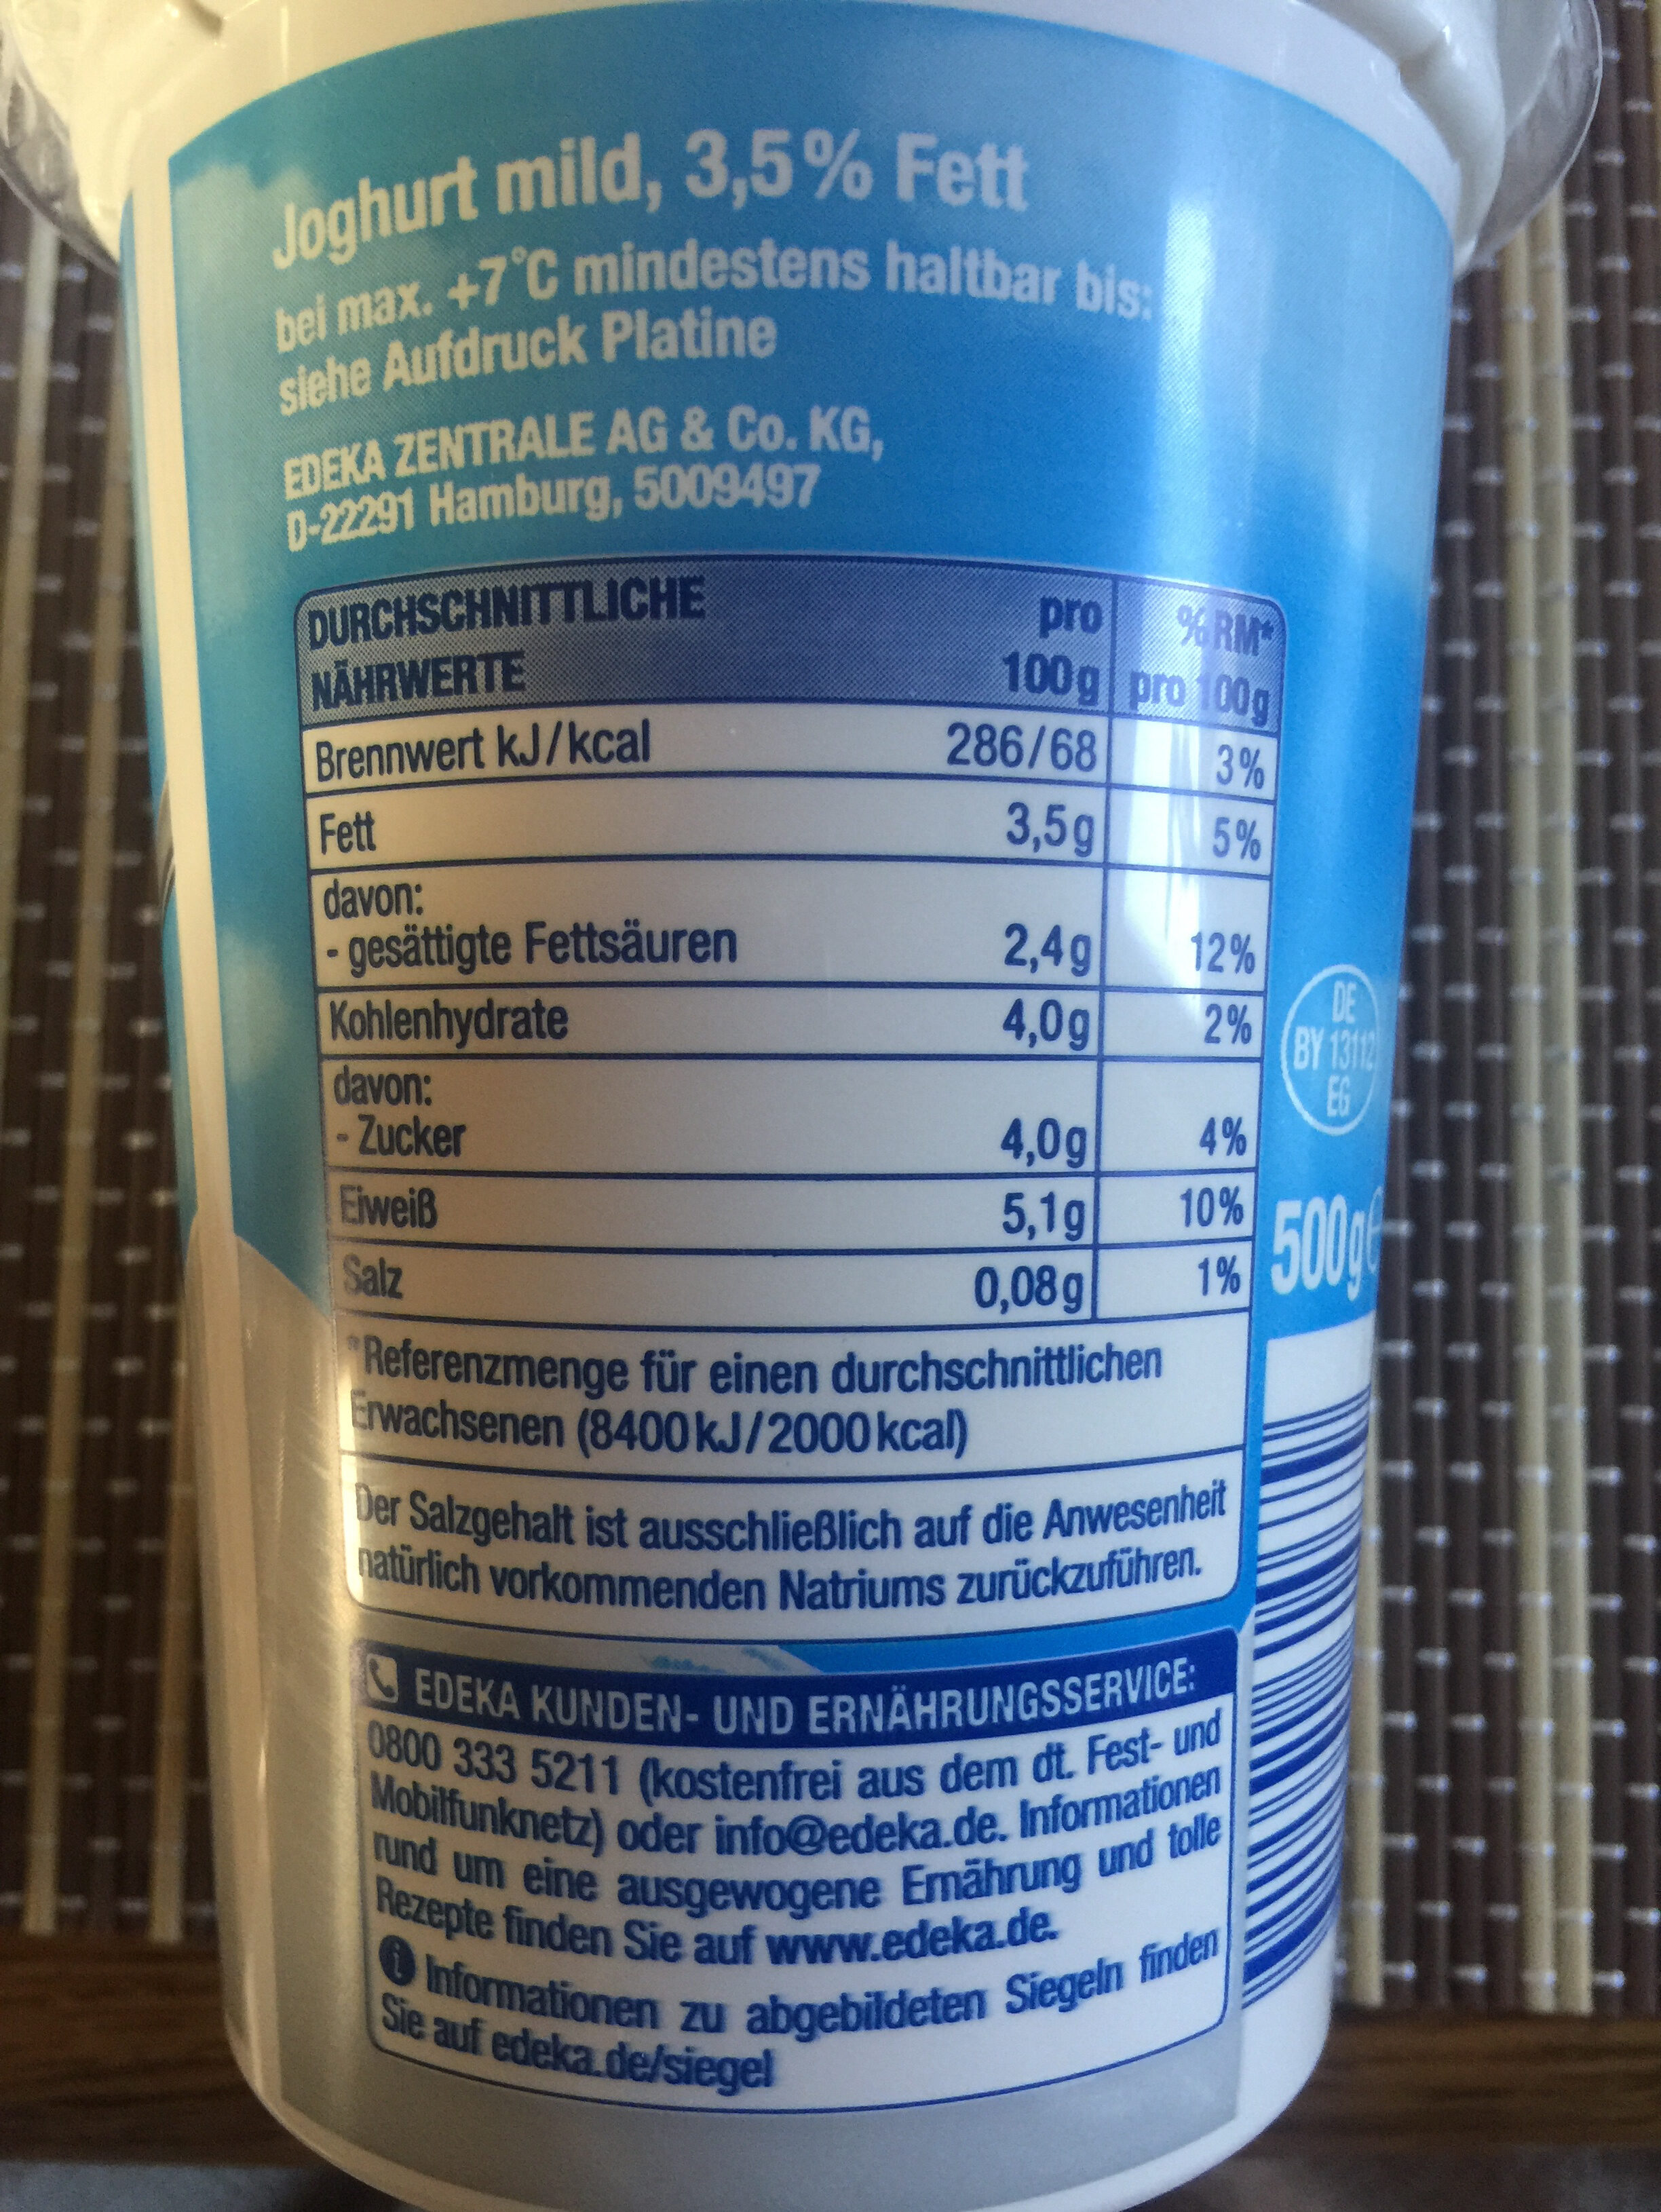 Joghurt mild, 3,5% Fett
bei max. +7°C mindestens haltbar bis:
siehe Aufdruck Platine
EDEKA ZENTRALE AG & Co. KG,
D-22291 Hamburg, 5009497
DURCHSCHNITTLICHE pro %RM*
NÄHRWERTE 100g pro 100g
Brennwert kJ/kcal 286/68 3%
Fett 3,5g 5%
davon:
- gesättigte Fettsäuren 2,4g 12%
Kohlenhydrate 4,0g 2%
davon:
- Zucker 4,0g 4%
Eiweiß 5,1g 10%
Salz 0,08g 1%
*Referenzmenge für einen durchschnittlichen
Erwachsenen (8400kJ/2000kcal)
Der Salzgehalt ist ausschließlich auf die Anwesenheit
natürlich vorkommenden Natriums zurückzuführen.
EDEKA KUNDEN- UND ERNÄHRUNGSSERVICE:
0800 333 5211 (kostenfrei aus dem dt. Fest- und
Mobilfunknetz) oder info@edeka.de. Informationen
rund um eine ausgewogene Ernährung und tolle
Rezepte finden Sie auf www.edeka.de.
i Informationen zu abgebildeten Siegeln finden
Sie auf edeka.de/siegel
DE
BY 13112
EG
500g e